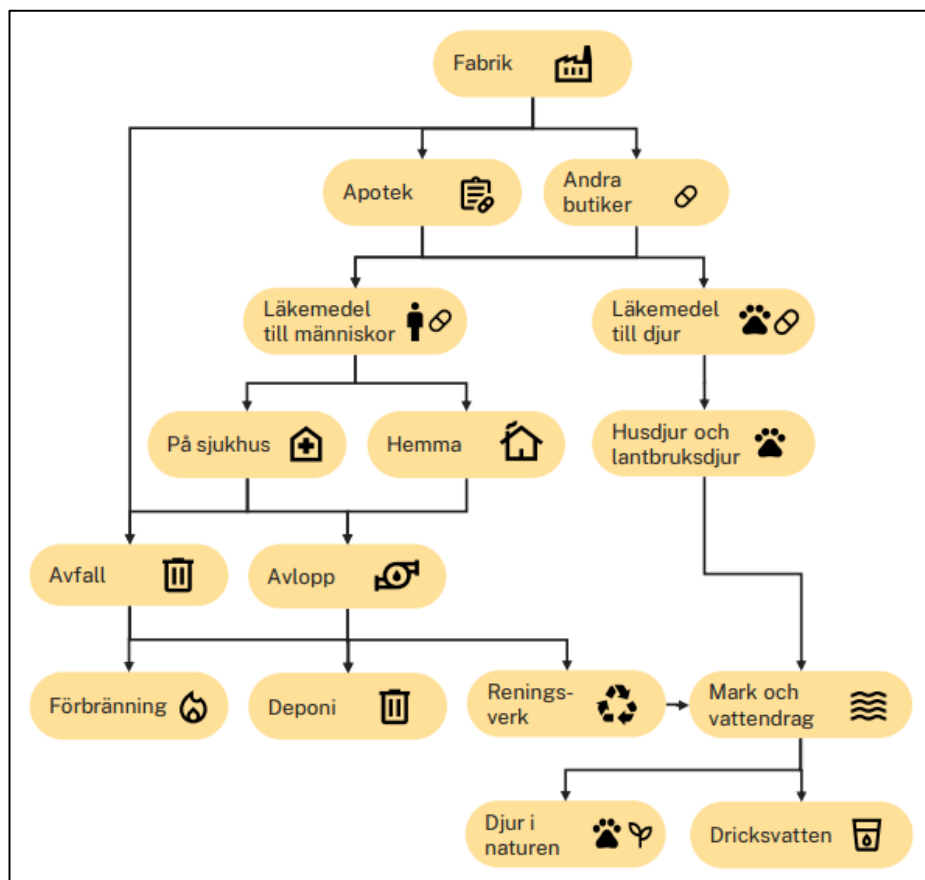 Fabrik
Apotek
Andra
butiker
Läkemedel
till människor
Läkemedel
till djur
På sjukhus
Hemma
Husdjur och
lantbruksdjur
Avfall
Avlopp
Förbränning
Deponi
Renings-
verk
Mark och
vattendrag
Djur i
naturen
Dricksvatten